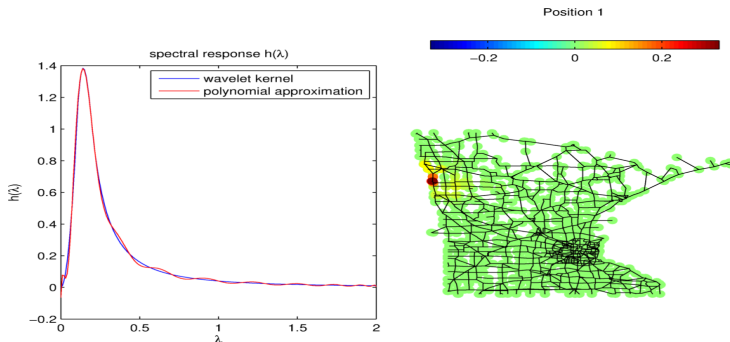 spectral response h(λ)
wavelet kernel
polynomial approximation
h(λ)
1.4
1.2
1
0.8
0.6
0.4
0.2
0
−0.2
0
0.5
1
1.5
2
λ
Position 1
−0.2
0
0.2